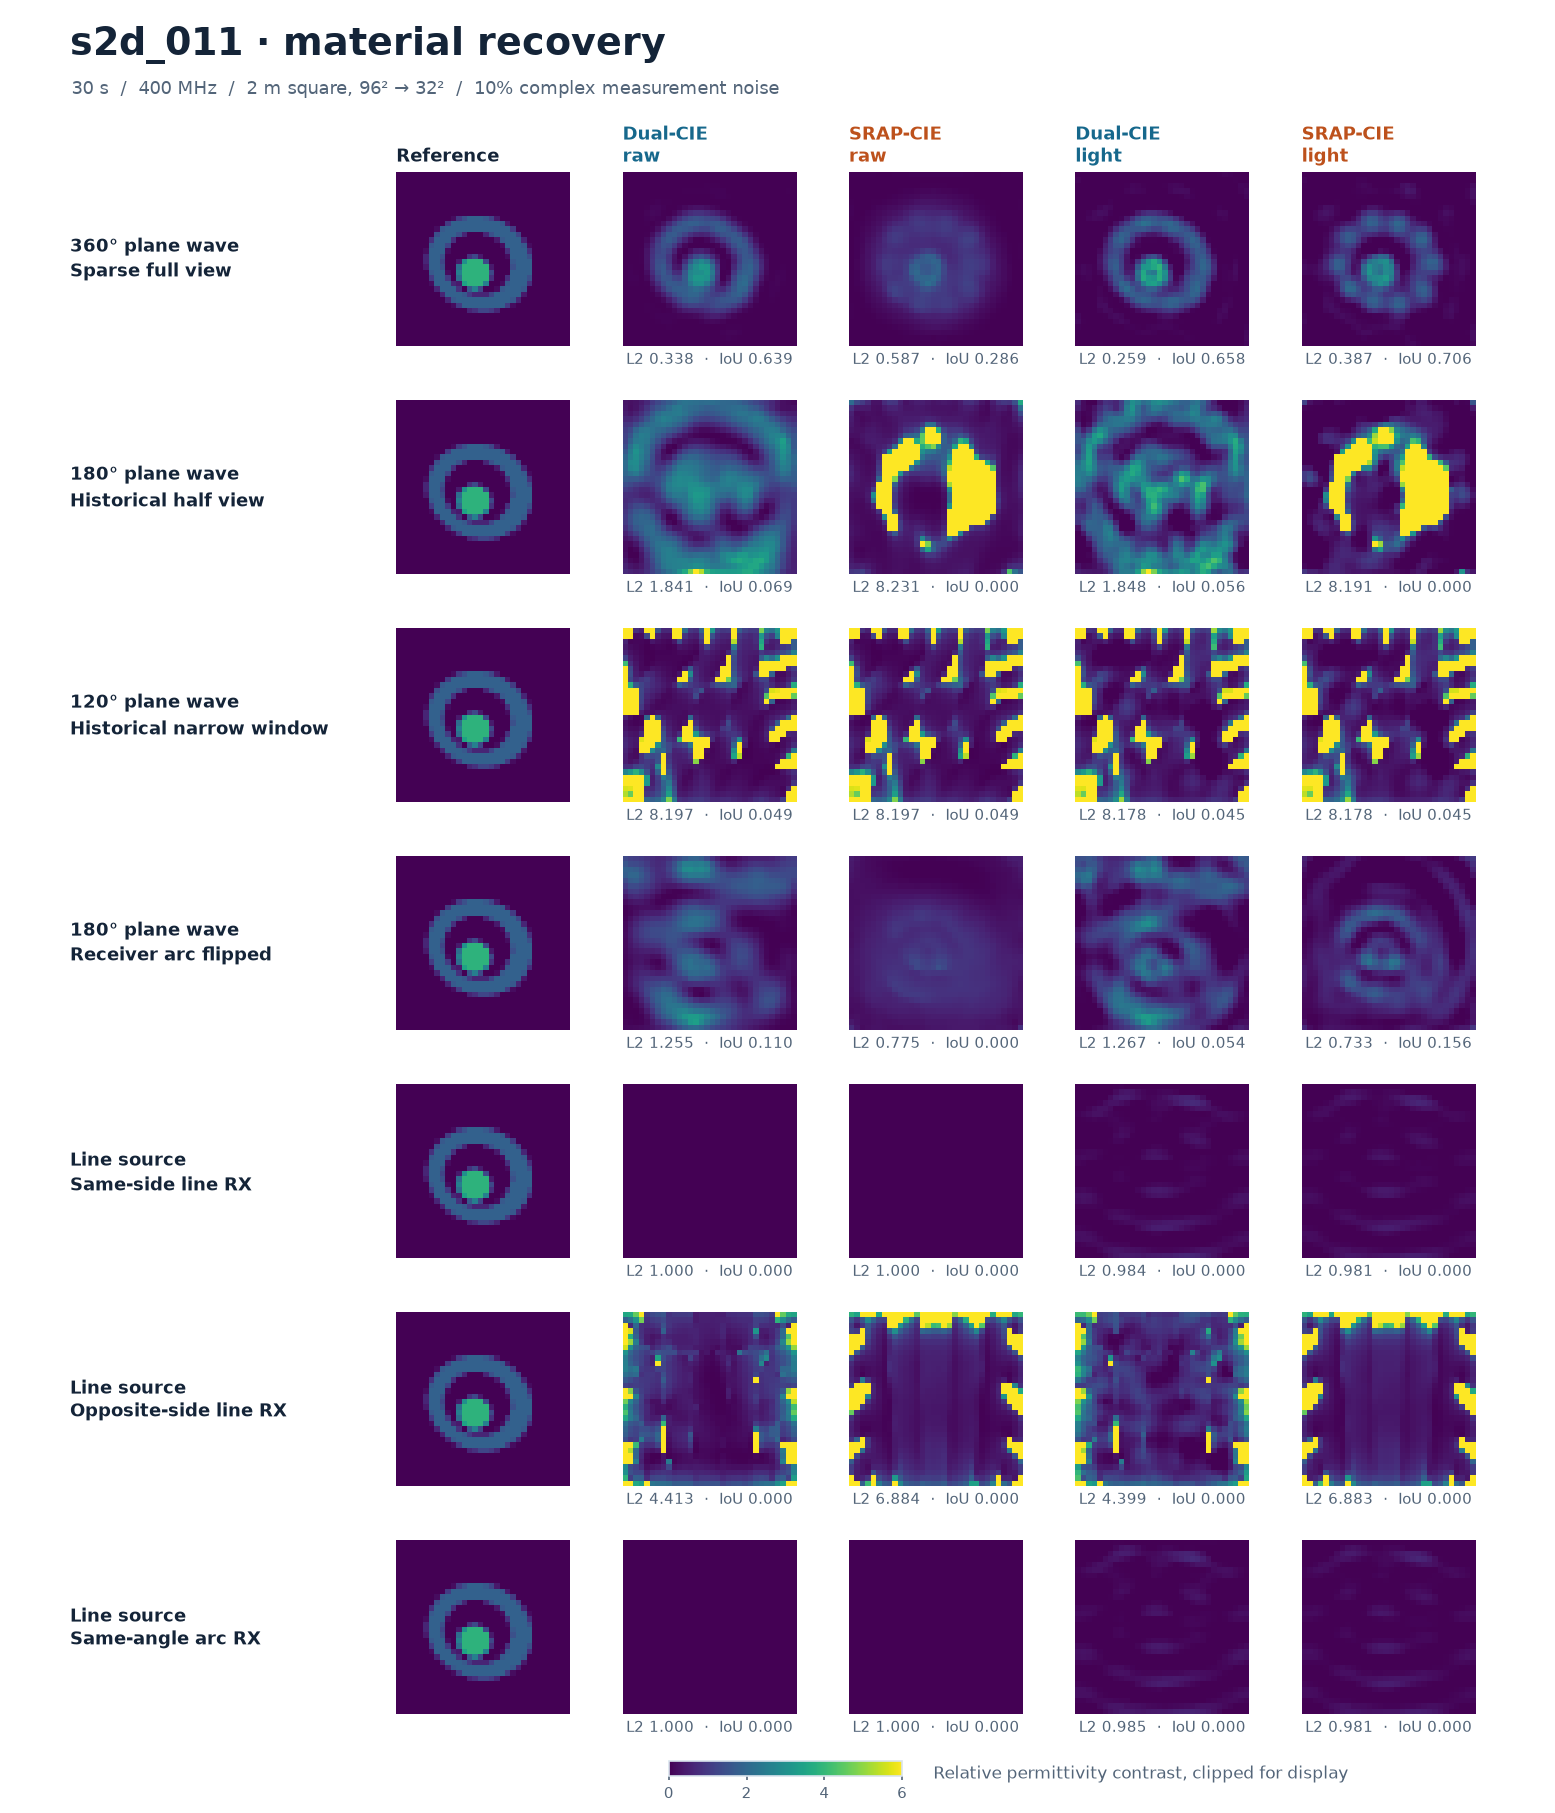 s2d_011 · material recovery
30 s / 400 MHz / 2 m square, 96² → 32² / 10% complex measurement noise
Reference
Dual-CIE
raw
SRAP-CIE
raw
Dual-CIE
light
SRAP-CIE
light
360° plane wave
Sparse full view
L2 0.338 · IoU 0.639
L2 0.587 · IoU 0.286
L2 0.259 · IoU 0.658
L2 0.387 · IoU 0.706
180° plane wave
Historical half view
L2 1.841 · IoU 0.069
L2 8.231 · IoU 0.000
L2 1.848 · IoU 0.056
L2 8.191 · IoU 0.000
120° plane wave
Historical narrow window
L2 8.197 · IoU 0.049
L2 8.197 · IoU 0.049
L2 8.178 · IoU 0.045
L2 8.178 · IoU 0.045
180° plane wave
Receiver arc flipped
L2 1.255 · IoU 0.110
L2 0.775 · IoU 0.000
L2 1.267 · IoU 0.054
L2 0.733 · IoU 0.156
Line source
Same-side line RX
L2 1.000 · IoU 0.000
L2 1.000 · IoU 0.000
L2 0.984 · IoU 0.000
L2 0.981 · IoU 0.000
Line source
Opposite-side line RX
L2 4.413 · IoU 0.000
L2 6.884 · IoU 0.000
L2 4.399 · IoU 0.000
L2 6.883 · IoU 0.000
Line source
Same-angle arc RX
L2 1.000 · IoU 0.000
L2 1.000 · IoU 0.000
L2 0.985 · IoU 0.000
L2 0.981 · IoU 0.000
0 2 4 6
Relative permittivity contrast, clipped for display